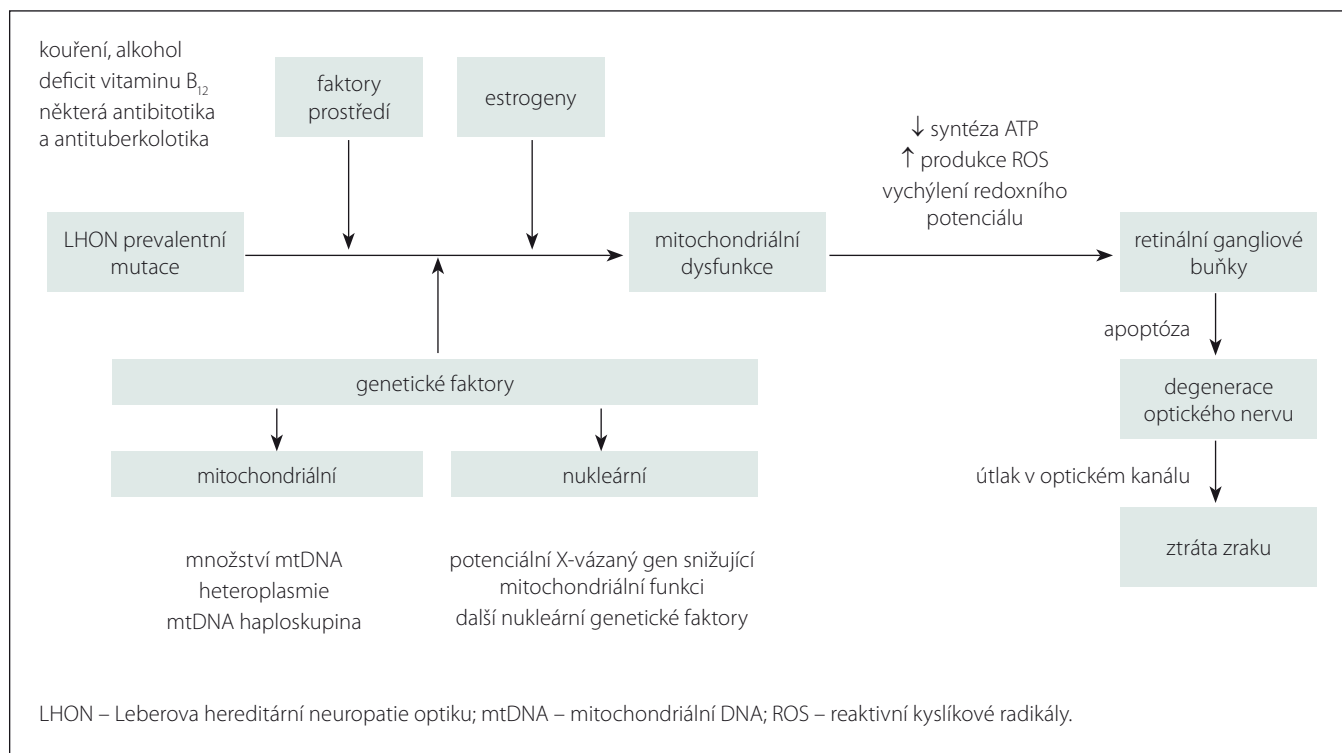 kouření, alkohol
deficit vitaminu B₁₂
některá antibitotika
a antituberkolotika
faktory
prostředí
estrogeny
↓ syntéza ATP
↑ produkce ROS
vychýlení redoxního
potenciálu
LHON prevalentní
mutace
mitochondriální
dysfunkce
retinální gangliové
buňky
apoptóza
genetické faktory
degenerace
optického nervu
mitochondriální
nukleární
útlak v optickém kanálu
ztráta zraku
množství mtDNA
heteroplasmie
mtDNA haploskupina
potenciální X-vázaný gen snižující
mitochondriální funkci
další nukleární genetické faktory
LHON – Leberova hereditární neuropatie optiku; mtDNA – mitochondriální DNA; ROS – reaktivní kyslíkové radikály.